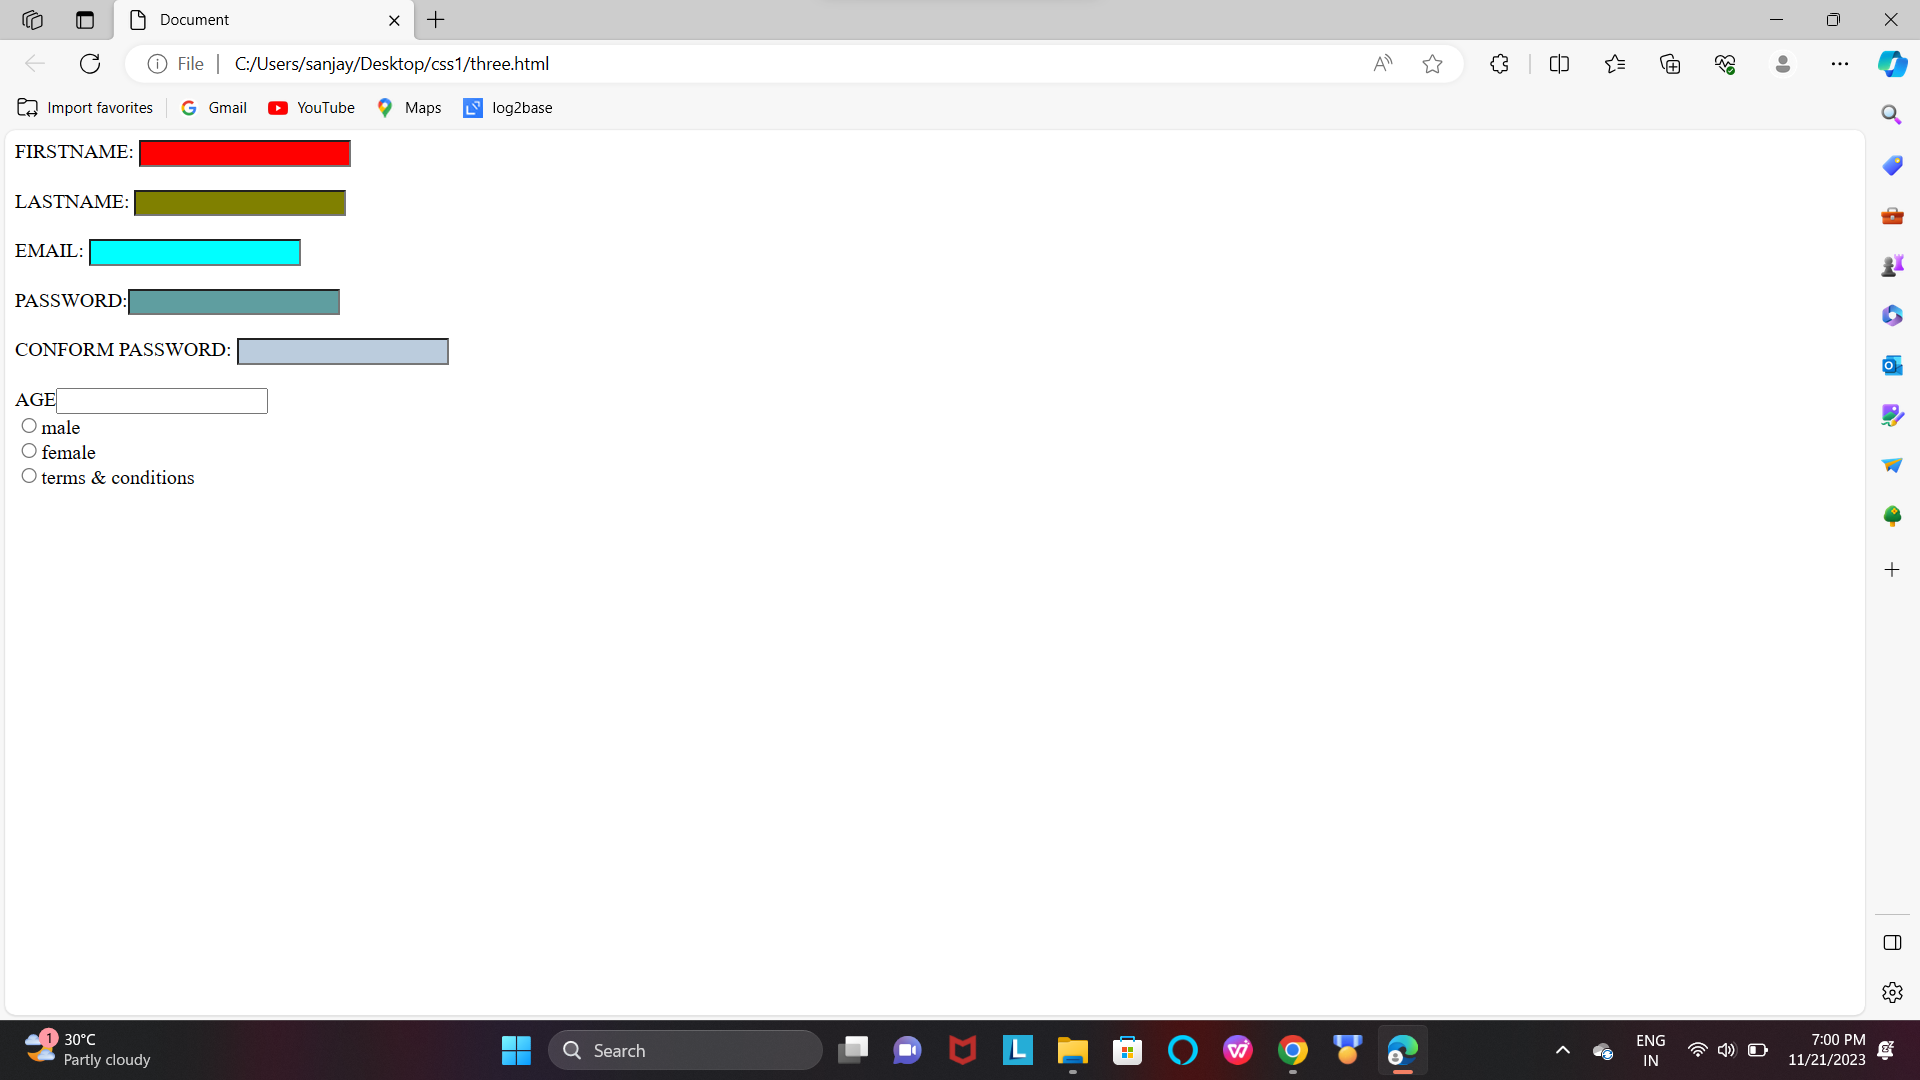 Document
File C:/Users/sanjay/Desktop/css1/three.html
Import favorites Gmail YouTube Maps log2base
FIRSTNAME:
LASTNAME:
EMAIL:
PASSWORD:
CONFORM PASSWORD:
AGE
male
female
terms & conditions
1 30°C
Partly cloudy
Search
ENG
IN
7:00 PM
11/21/2023